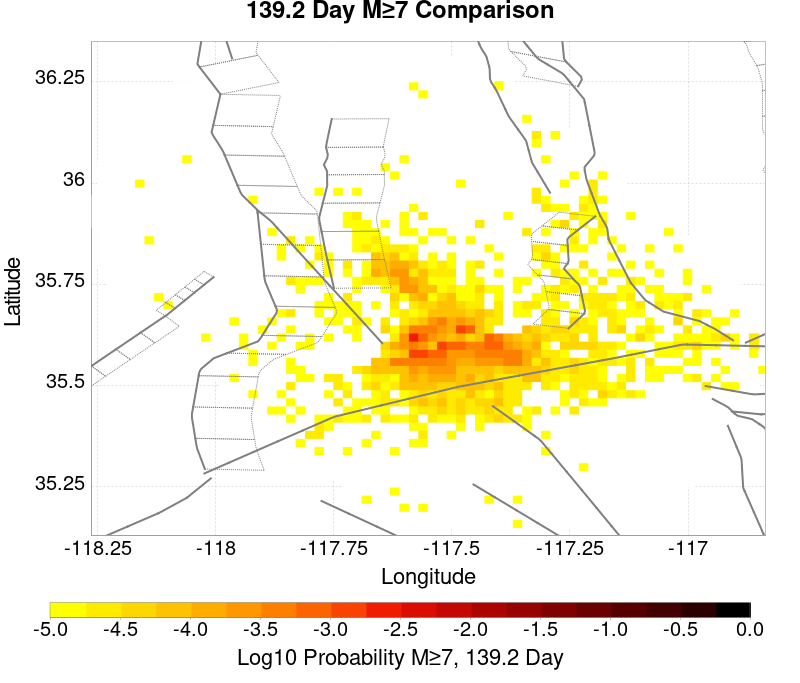 139.2 Day M≥7 Comparison
36.25
36
35.75
35.5
35.25
Latitude
-118.25 -118 -117.75 -117.5 -117.25 -117
Longitude
-5.0 -4.5 -4.0 -3.5 -3.0 -2.5 -2.0 -1.5 -1.0 -0.5 0.0
Log10 Probability M≥7, 139.2 Day